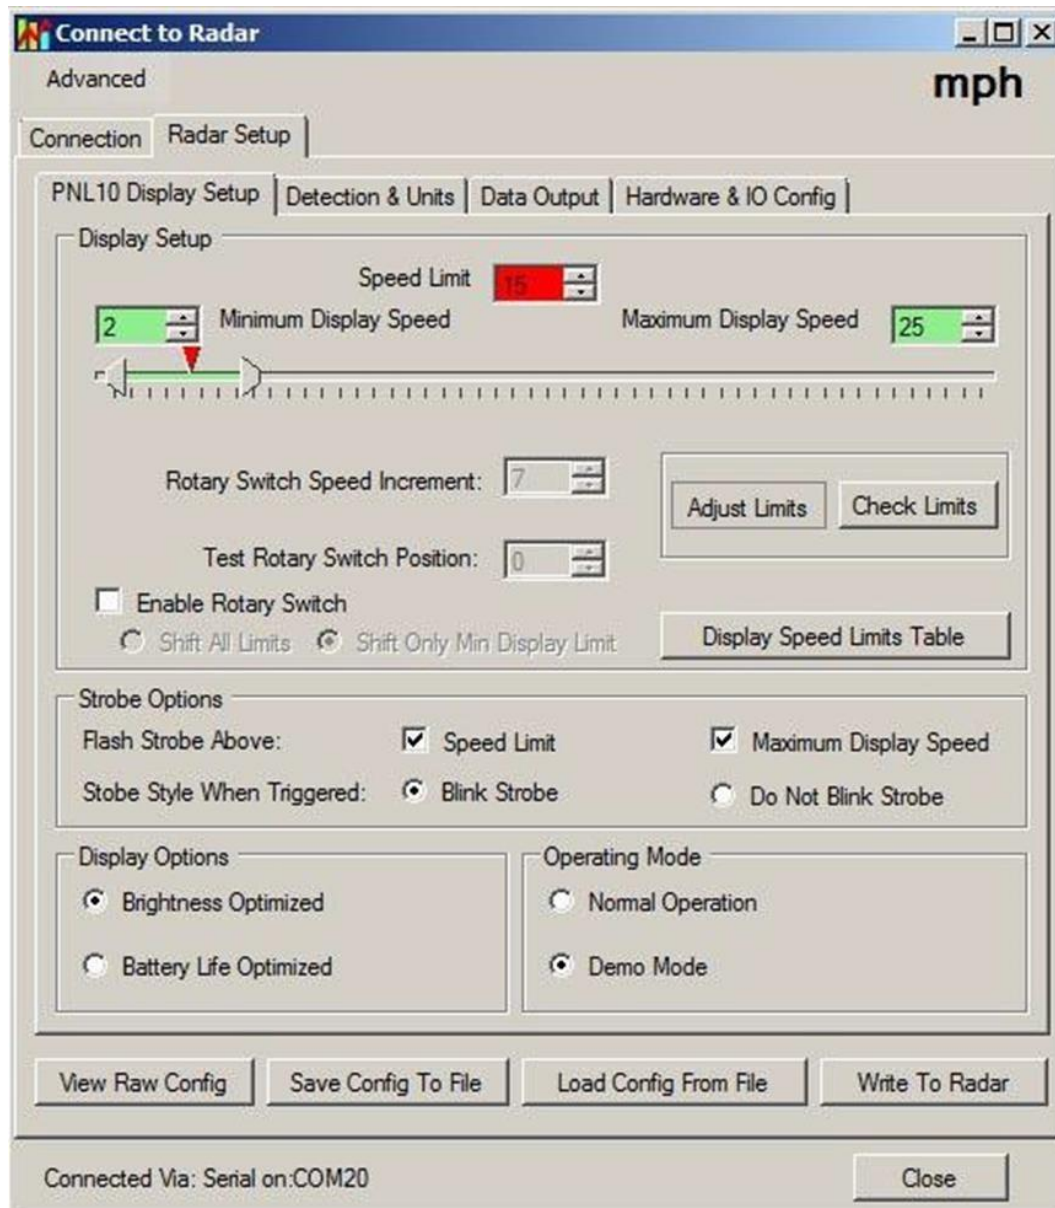 Connect to Radar
Advanced
mph
Connection Radar Setup
PNL10 Display Setup Detection & Units Data Output Hardware & IO Config
Display Setup
Speed Limit 15
2 Minimum Display Speed Maximum Display Speed 25
Rotary Switch Speed Increment: 7
Adjust Limits Check Limits
Test Rotary Switch Position: 0
Enable Rotary Switch
Shift All Limits Shift Only Min Display Limit Display Speed Limits Table
Strobe Options
Flash Strobe Above: Speed Limit Maximum Display Speed
Stobe Style When Triggered: Blink Strobe Do Not Blink Strobe
Display Options Operating Mode
Brightness Optimized Normal Operation
Battery Life Optimized Demo Mode
View Raw Config Save Config To File Load Config From File Write To Radar
Connected Via: Serial on:COM20 Close